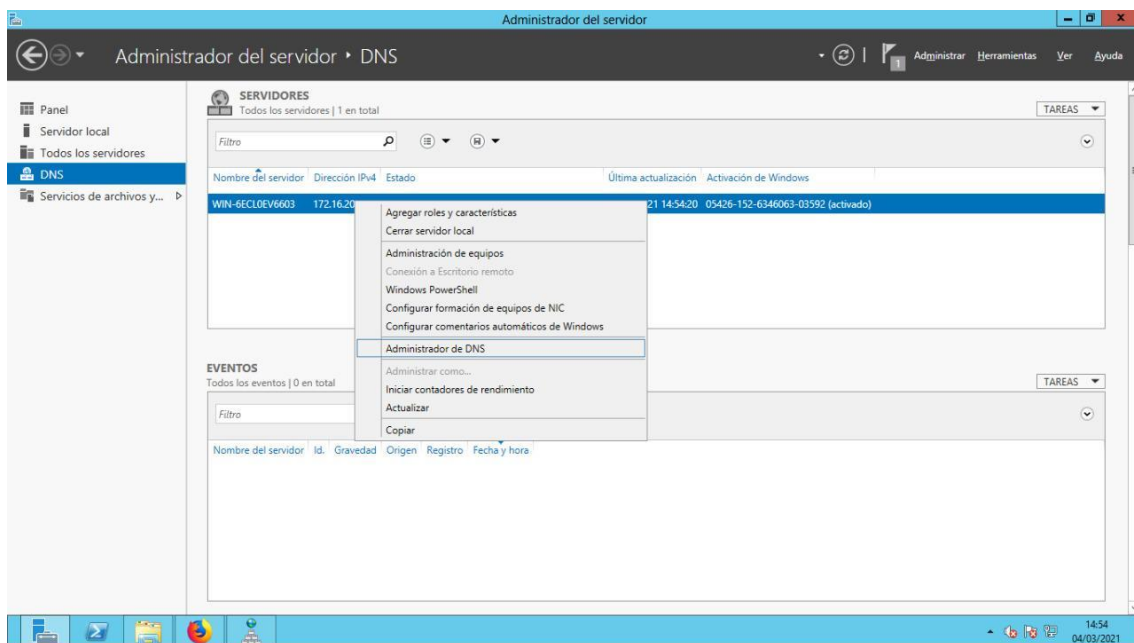 Administrador del servidor
Administrador del servidor ‣ DNS
1
Administrar Herramientas Ver Ayuda
Panel
Servidor local
Todos los servidores
DNS
Servicios de archivos y...
SERVIDORES
Todos los servidores | 1 en total
TAREAS
Filtro
Nombre del servidor Dirección IPv4 Estado Última actualización Activación de Windows
WIN-6ECL0EV6603 172.16.20 21 14:54:20 05426-152-6346063-03592 (activado)
Agregar roles y características
Cerrar servidor local
Administración de equipos
Conexión a Escritorio remoto
Windows PowerShell
Configurar formación de equipos de NIC
Configurar comentarios automáticos de Windows
Administrador de DNS
Administrar como...
Iniciar contadores de rendimiento
Actualizar
Copiar
EVENTOS
Todos los eventos | 0 en total
TAREAS
Filtro
Nombre del servidor Id. Gravedad Origen Registro Fecha y hora
14:54
04/03/2021